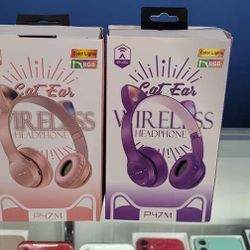 Color Lights
RGB
Cat Ear
WIRELESS
HEADPHONE
P47M
Color Lights
RGB
Cat Ear
WIRELESS
HEADPHONE
P47M